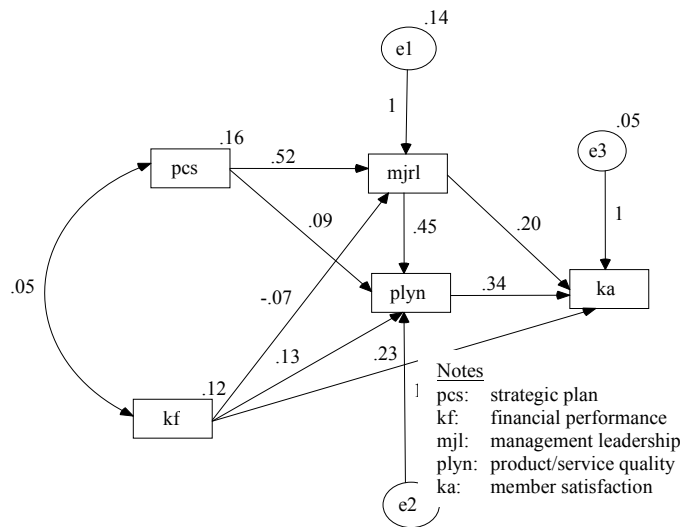 .14
e1
1
.05
e3
.16
.52
pcs
mjrl
1
.09
.45
.20
.05
-.07
plyn
.34
ka
.13
.23
.12
kf
Notes
pcs: strategic plan
kf: financial performance
mjl: management leadership
plyn: product/service quality
ka: member satisfaction
e2